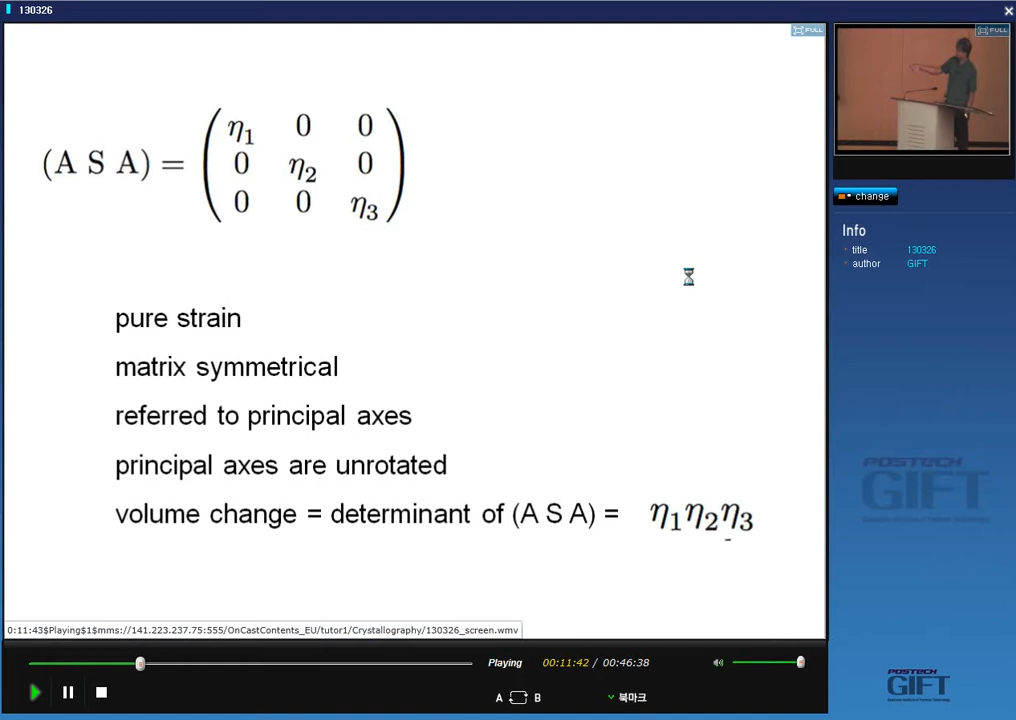 130326
FULL
FULL
(A S A) = ( η1 0 0
0 η2 0
0 0 η3 )
pure strain
matrix symmetrical
referred to principal axes
principal axes are unrotated
volume change = determinant of (A S A) = η1η2η3
change
Info
title 130326
author GIFT
POSTECH
GIFT
0:11:43$Playing$1$mms://141.223.237.75:555/OnCastContents_EU/tutor1/Crystallography/130326_screen.wmv
Playing 00:11:42 / 00:46:38
A B 북마크
POSTECH
GIFT